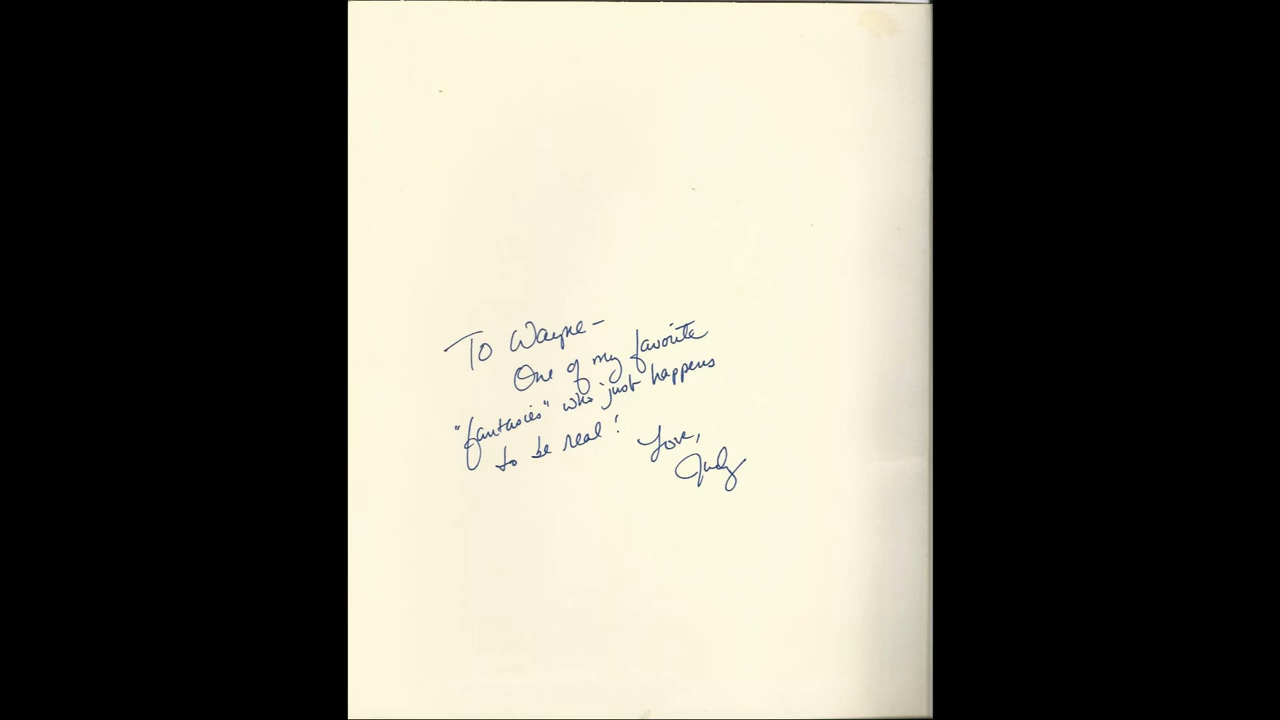 To Wayne-
One of my favorite
"fantasies" who just happens
to be real!
Love,
Judy